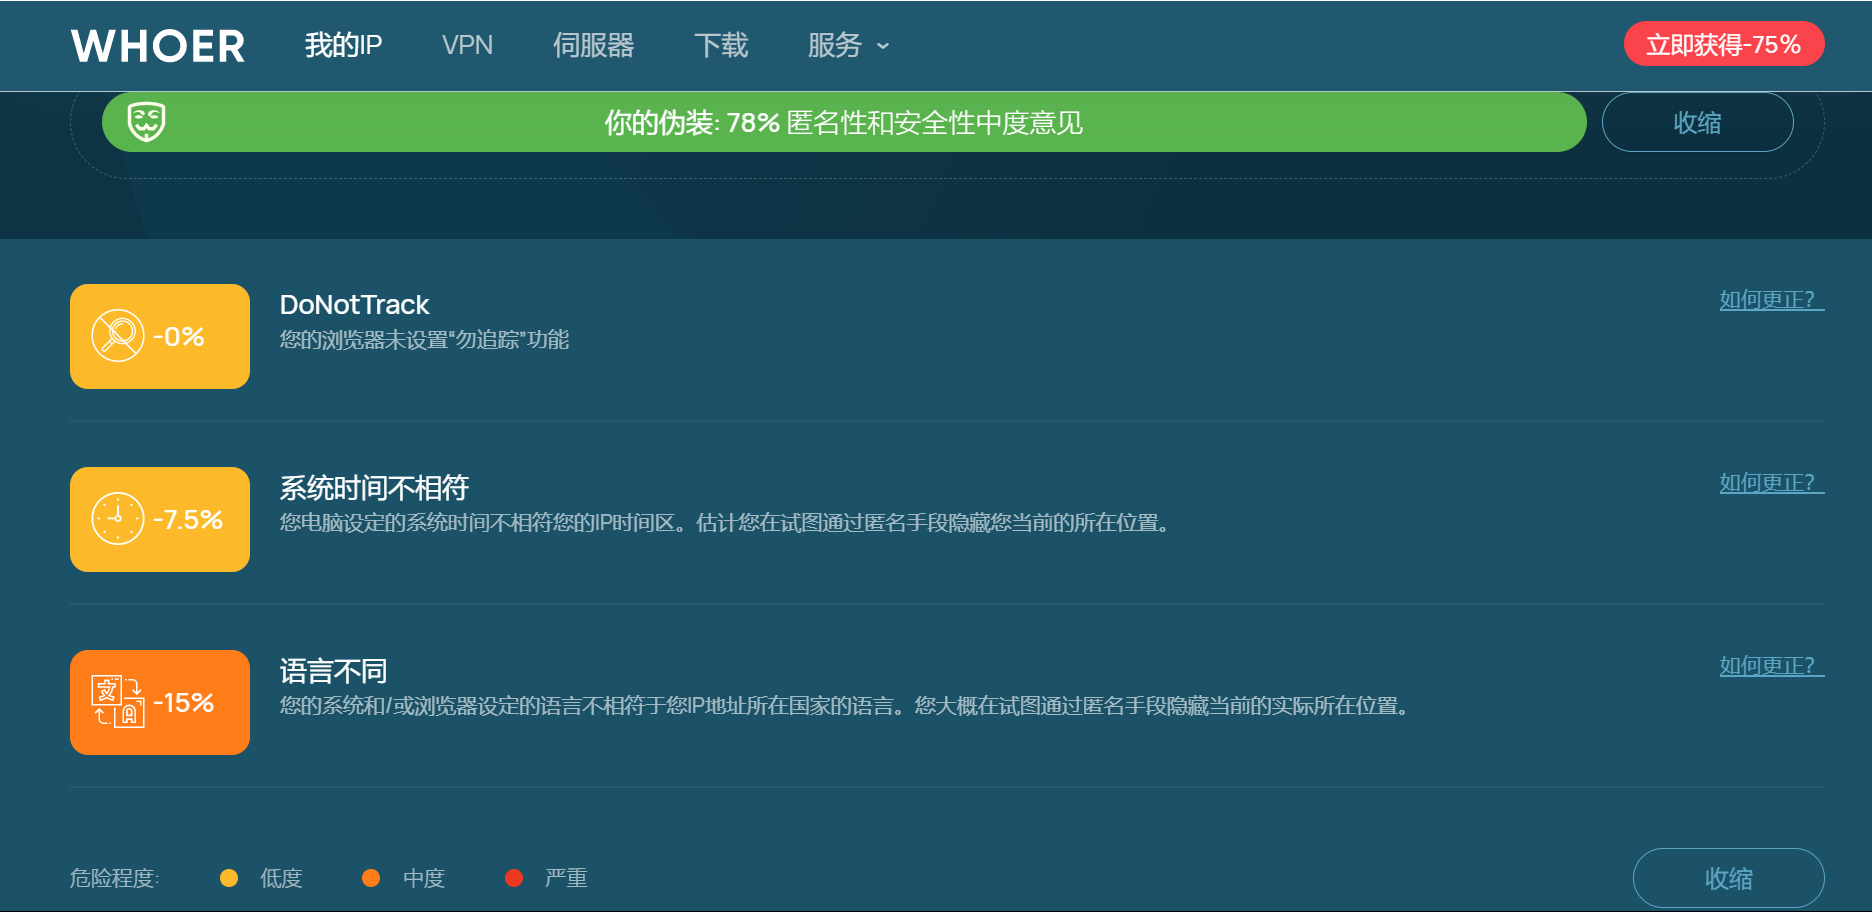 WHOER 我的IP VPN 伺服器 下载 服务 立即获得-75%
你的伪装: 78% 匿名性和安全性中度意见 收缩
-0% DoNotTrack 如何更正?
您的浏览器未设置“勿追踪”功能
-7.5% 系统时间不相符 如何更正?
您电脑设定的系统时间不相符您的IP时间区。估计您在试图通过匿名手段隐藏您当前的所在位置。
-15% 语言不同 如何更正?
您的系统和/或浏览器设定的语言不相符于您IP地址所在国家的语言。您大概在试图通过匿名手段隐藏当前的实际所在位置。
危险程度: 低度 中度 严重 收缩